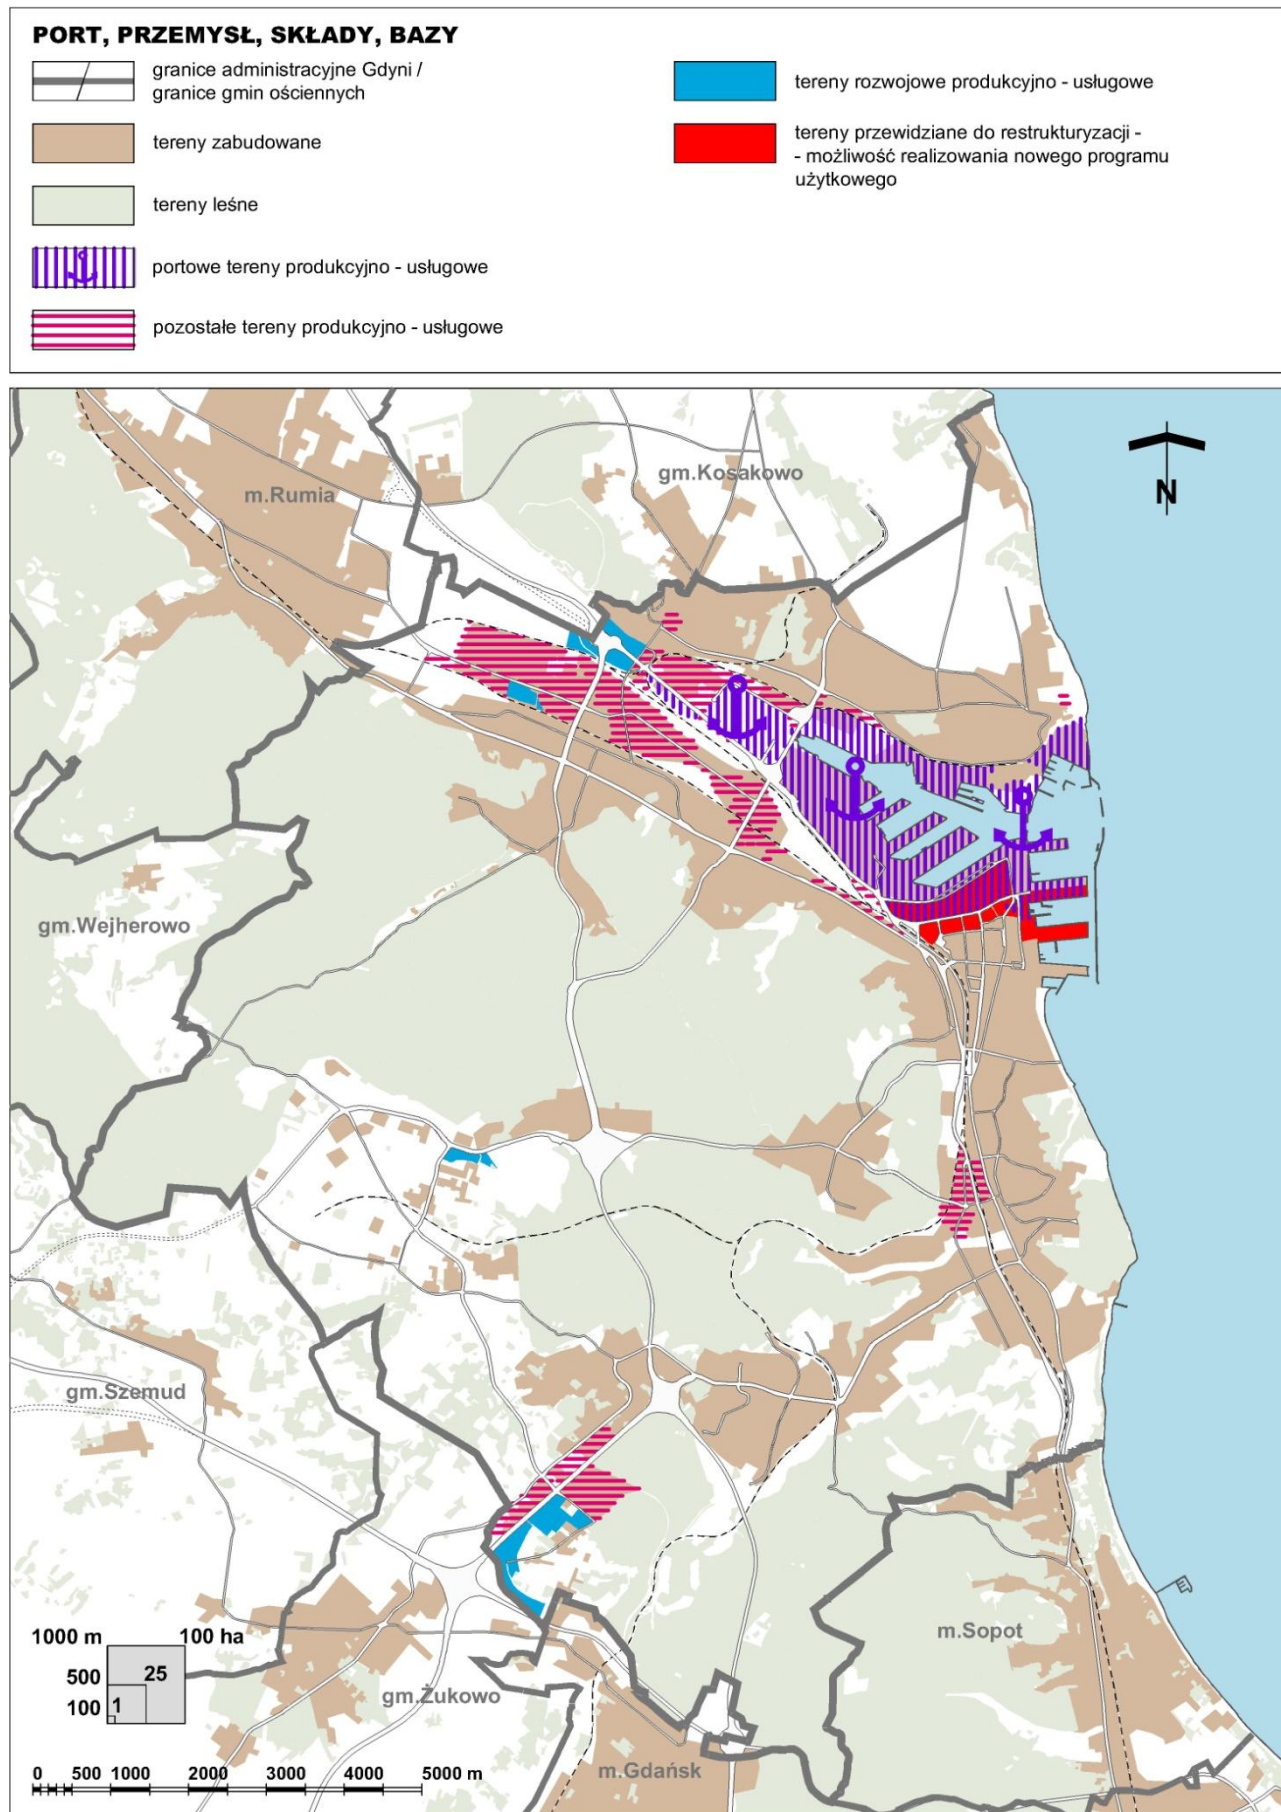 PORT, PRZEMYSŁ, SKŁADY, BAZY
granice administracyjne Gdyni /
granice gmin ościennych
tereny zabudowane
tereny leśne
portowe tereny produkcyjno - usługowe
pozostałe tereny produkcyjno - usługowe
tereny rozwojowe produkcyjno - usługowe
tereny przewidziane do restrukturyzacji -
- możliwość realizowania nowego programu
użytkowego
N
gm.Kosakowo
m.Rumia
gm.Wejherowo
gm.Szemud
m.Sopot
gm.Żukowo
m.Gdańsk
1000 m 100 ha
500 25
100 1
0 500 1000 2000 3000 4000 5000 m